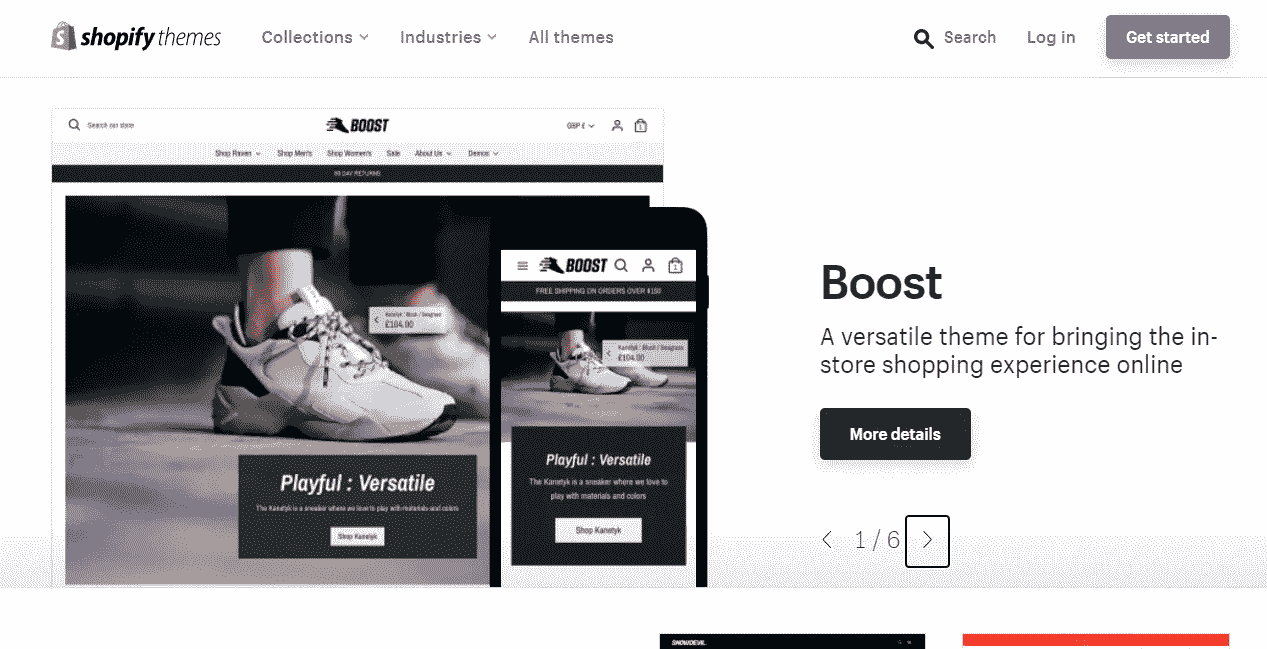 shopify themes
Collections
Industries
All themes
Search
Log in
Get started
Search our store
BOOST
GBP £
1
Shop Raven
Shop Men's
Shop Women's
Sale
About Us
Demos
RETURNS
Kanetyk : Blush / Seagrass
£104.00
Playful : Versatile
The Kanetyk is a sneaker where we love to play with materials and colors
Shop Kanetyk
BOOST
1
FREE SHIPPING ON ORDERS OVER $150
Kanetyk : Blush / Seagrass
£104.00
Playful : Versatile
The Kanetyk is a sneaker where we love to
play with materials and colors
Shop Kanetyk
Boost
A versatile theme for bringing the in-
store shopping experience online
More details
1 / 6
SNOWDEVIL